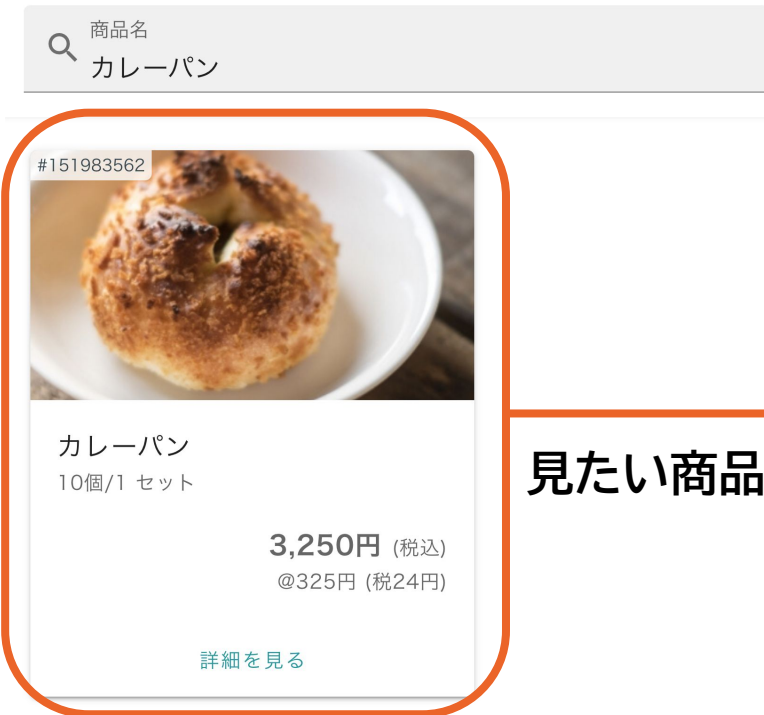 商品名
カレーパン
#151983562
カレーパン
10個/1 セット
3,250円 (税込)
@325円 (税24円)
詳細を見る
見たい商品